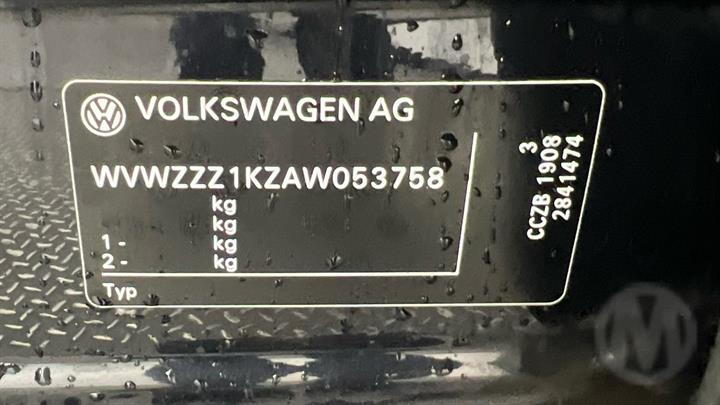 VOLKSWAGEN AG
WVWZZZ1KZAW053758
kg
kg
1 - kg
2 - kg
Typ
3
CCZB 1908
2841474
M